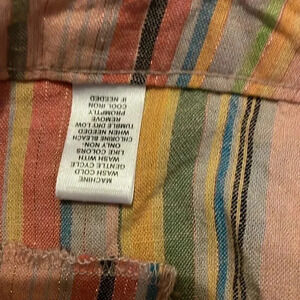 MACHINE
WASH COLD
GENTLE CYCLE
WASH WITH
LIKE COLORS
ONLY NON-
CHLORINE BLEACH
WHEN NEEDED
TUMBLE DRY LOW
REMOVE
PROMPTLY
COOL IRON
IF NEEDED